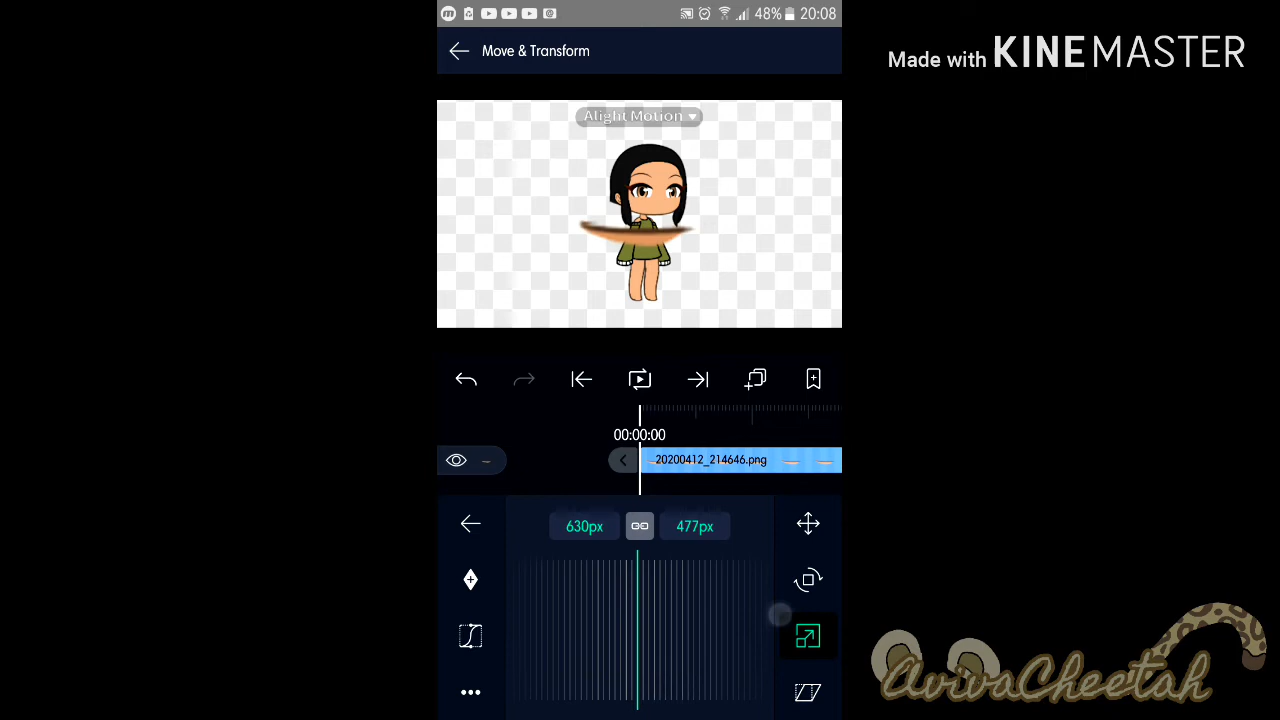 48% 20:08
Move & Transform
Made with KINEMASTER
Alight Motion
00:00:00
20200412_214646.png
630px
477px
AvivaCheetah